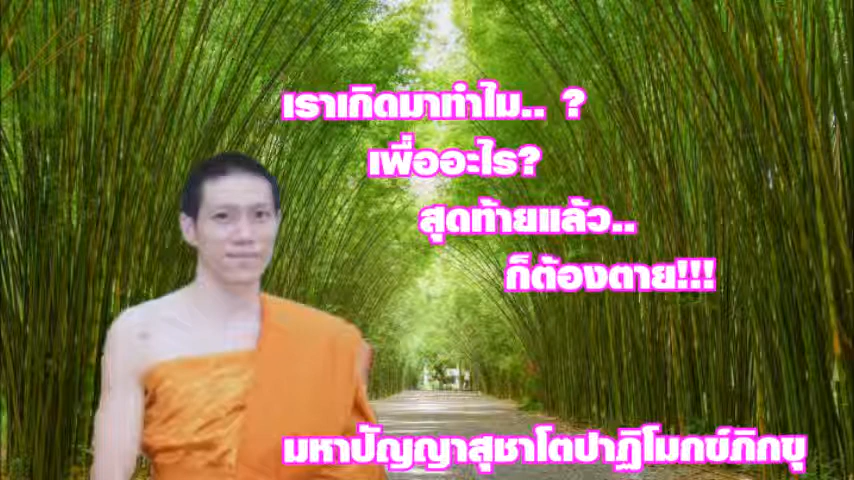 เราเกิดมาทำไม.. ?
เพื่ออะไร?
สุดท้ายแล้ว..
ก็ต้องตาย!!!
มหาปัญญาสุชาโตปาฏิโมกข์ภิกขุ